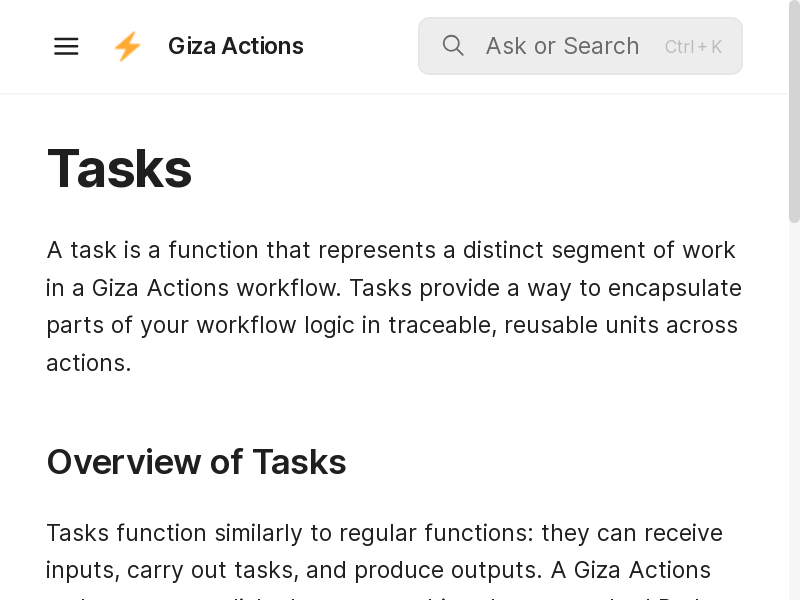 Giza Actions
Ask or Search
Ctrl + K
Tasks
A task is a function that represents a distinct segment of work
in a Giza Actions workflow. Tasks provide a way to encapsulate
parts of your workflow logic in traceable, reusable units across
actions.
Overview of Tasks
Tasks function similarly to regular functions: they can receive
inputs, carry out tasks, and produce outputs. A Giza Actions